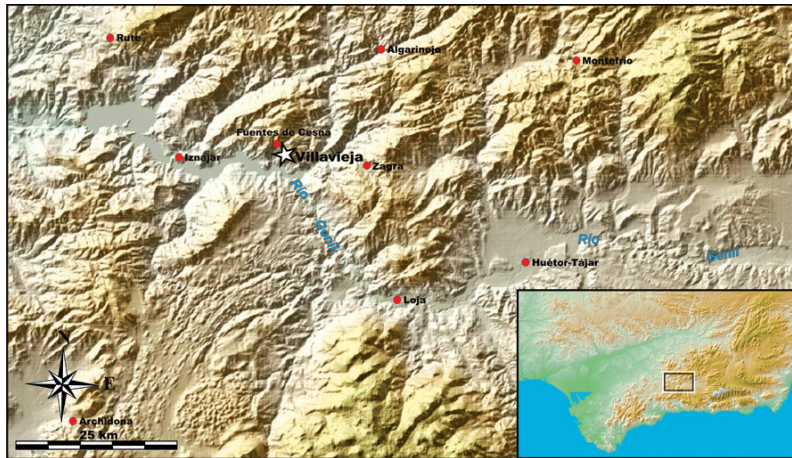 Rute
Algarinejo
Montefrío
Fuentes de Cesna
Villavieja
Iznájar
Zagra
Río
Genil
Río
Genil
Huétor-Tájar
Loja
N
E
Archidona
25 Km